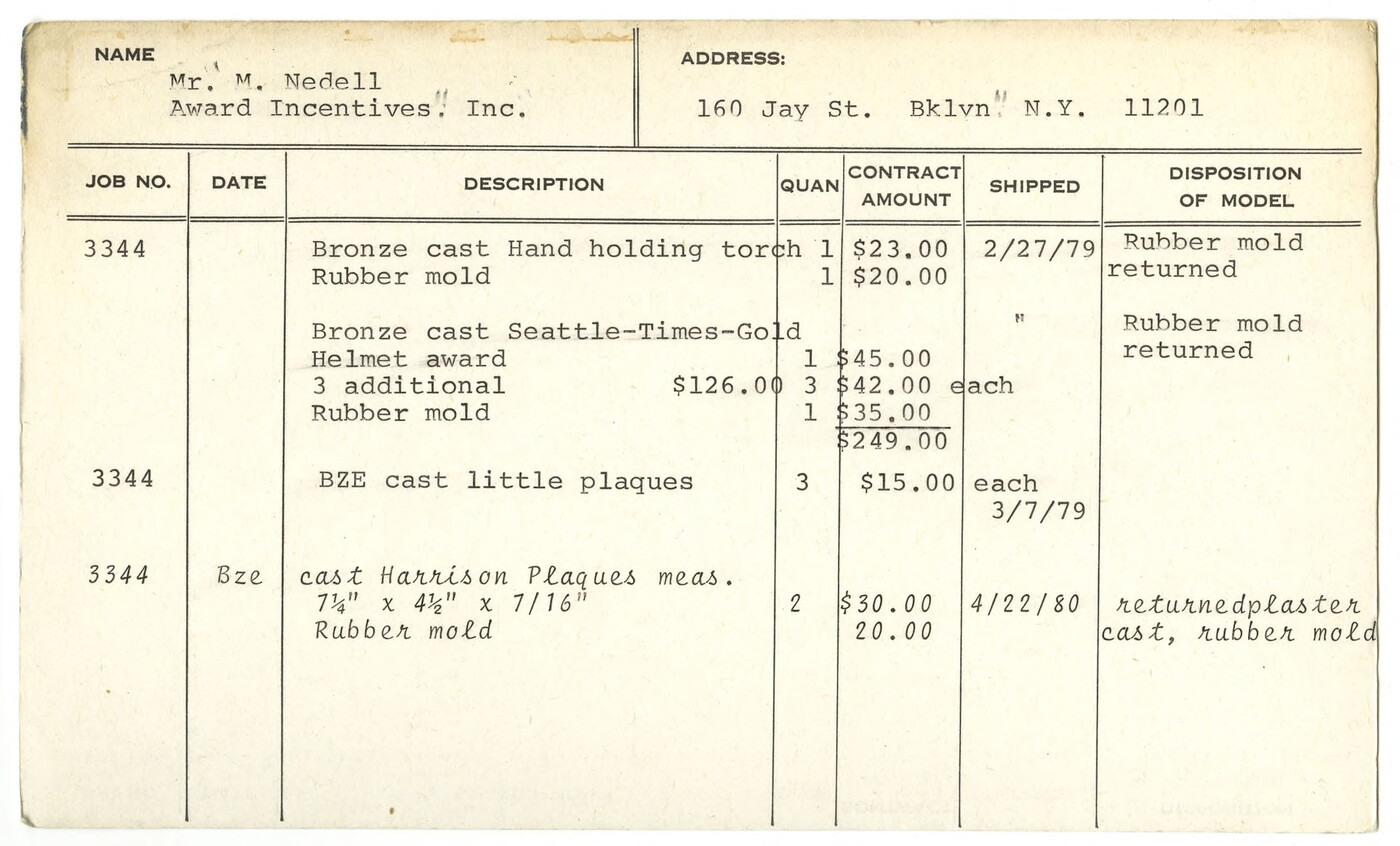 NAME
Mr. M. Nedell
Award Incentives, Inc.
ADDRESS:
160 Jay St. Bklvn, N.Y. 11201
JOB NO. DATE DESCRIPTION QUAN CONTRACT AMOUNT SHIPPED DISPOSITION OF MODEL
3344 Bronze cast Hand holding torch 1 $23.00 2/27/79 Rubber mold
Rubber mold 1 $20.00 returned
Bronze cast Seattle-Times-Gold " Rubber mold
Helmet award 1 $45.00 returned
3 additional $126.00 3 $42.00 each
Rubber mold 1 $35.00
$249.00
3344 BZE cast little plaques 3 $15.00 each
3/7/79
3344 Bze cast Harrison Plaques meas.
7¼" x 4½" x 7/16" 2 $30.00 4/22/80 returnedplaster
Rubber mold 20.00 cast, rubber mold